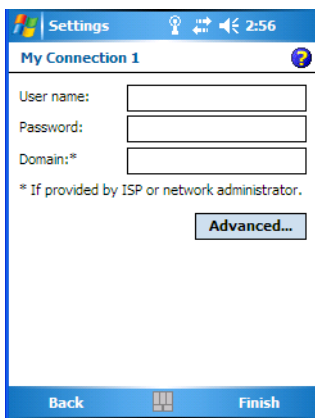 Settings 2:56
My Connection 1
User name:
Password:
Domain:*
* If provided by ISP or network administrator.
Advanced...
Back Finish